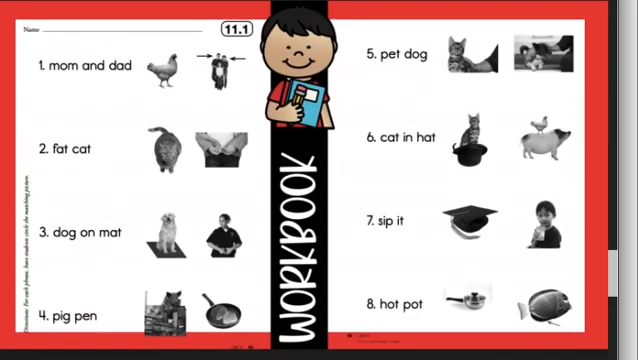 Name
11.1
1. mom and dad
2. fat cat
3. dog on mat
4. pig pen
Directions: For each phrase, have students circle the matching picture.
WORKBOOK
5. pet dog
6. cat in hat
7. sip it
8. hot pot